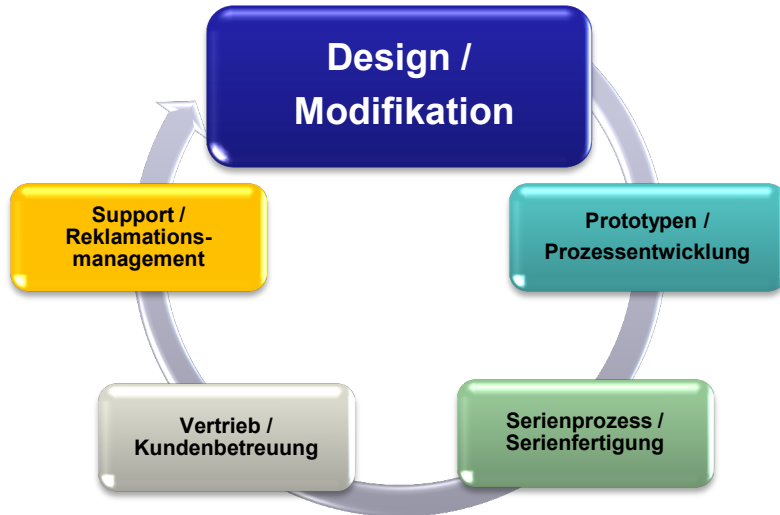 Design /
Modifikation
Prototypen /
Prozessentwicklung
Serienprozess /
Serienfertigung
Vertrieb /
Kundenbetreuung
Support /
Reklamations-
management